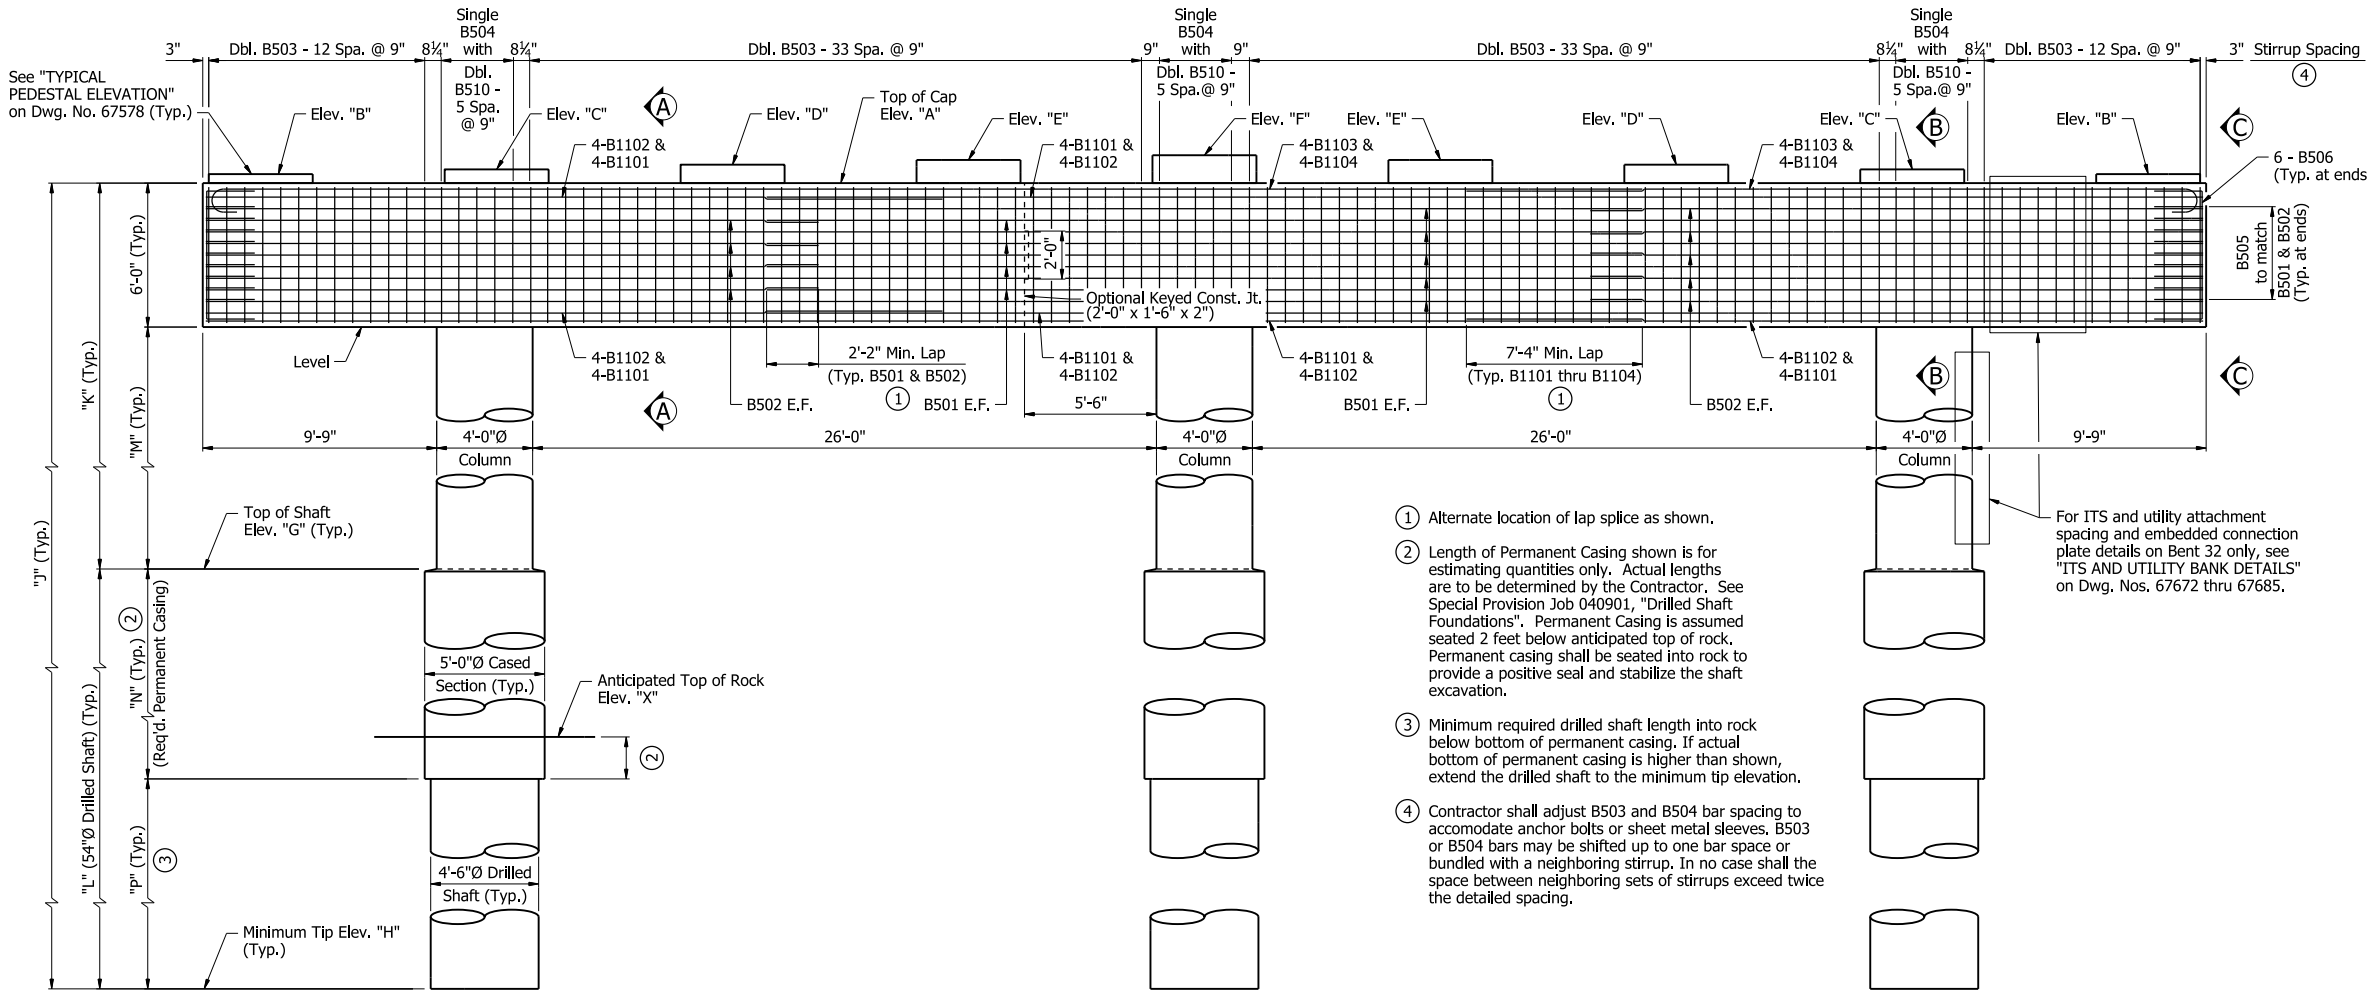 Single
B504
with
Dbl.
B510 -
5 Spa.
@ 9"
Single
B504
with
Dbl. B510 -
5 Spa.@ 9"
Single
B504
with
Dbl. B510 -
5 Spa.@ 9"
3"
Dbl. B503 - 12 Spa. @ 9"
8¼"
8¼"
Dbl. B503 - 33 Spa. @ 9"
9"
9"
Dbl. B503 - 33 Spa. @ 9"
8¼"
8¼"
Dbl. B503 - 12 Spa. @ 9"
3"
Stirrup Spacing
4
See "TYPICAL
PEDESTAL ELEVATION"
on Dwg. No. 67578 (Typ.)
Elev. "B"
Elev. "C"
A
Elev. "D"
Top of Cap
Elev. "A"
Elev. "E"
Elev. "F"
Elev. "E"
Elev. "D"
Elev. "C"
B
Elev. "B"
C
4-B1102 &
4-B1101
4-B1101 &
4-B1102
4-B1103 &
4-B1104
4-B1103 &
4-B1104
6 - B506
(Typ. at ends
6'-0" (Typ.)
2'-0"
B505
to match
B501 & B502
(Typ. at ends)
Optional Keyed Const. Jt.
(2'-0" x 1'-6" x 2")
Level
4-B1102 &
4-B1101
2'-2" Min. Lap
(Typ. B501 & B502)
1
4-B1101 &
4-B1102
4-B1101 &
4-B1102
7'-4" Min. Lap
(Typ. B1101 thru B1104)
1
4-B1102 &
4-B1101
B
C
A
B502 E.F.
B501 E.F.
5'-6"
B501 E.F.
B502 E.F.
"K" (Typ.)
"M" (Typ.)
9'-9"
4'-0"Ø
Column
26'-0"
4'-0"Ø
Column
26'-0"
4'-0"Ø
Column
9'-9"
Top of Shaft
Elev. "G" (Typ.)
"J" (Typ.)
"L" (54"Ø Drilled Shaft) (Typ.)
"N" (Typ.) 2
(Req'd. Permanent Casing)
5'-0"Ø Cased
Section (Typ.)
Anticipated Top of Rock
Elev. "X"
2
"P" (Typ.)
3
4'-6"Ø Drilled
Shaft (Typ.)
Minimum Tip Elev. "H"
(Typ.)
1 Alternate location of lap splice as shown.
2 Length of Permanent Casing shown is for
estimating quantities only. Actual lengths
are to be determined by the Contractor. See
Special Provision Job 040901, "Drilled Shaft
Foundations". Permanent Casing is assumed
seated 2 feet below anticipated top of rock.
Permanent casing shall be seated into rock to
provide a positive seal and stabilize the shaft
excavation.
3 Minimum required drilled shaft length into rock
below bottom of permanent casing. If actual
bottom of permanent casing is higher than shown,
extend the drilled shaft to the minimum tip elevation.
4 Contractor shall adjust B503 and B504 bar spacing to
accomodate anchor bolts or sheet metal sleeves. B503
or B504 bars may be shifted up to one bar space or
bundled with a neighboring stirrup. In no case shall the
space between neighboring sets of stirrups exceed twice
the detailed spacing.
For ITS and utility attachment
spacing and embedded connection
plate details on Bent 32 only, see
"ITS AND UTILITY BANK DETAILS"
on Dwg. Nos. 67672 thru 67685.